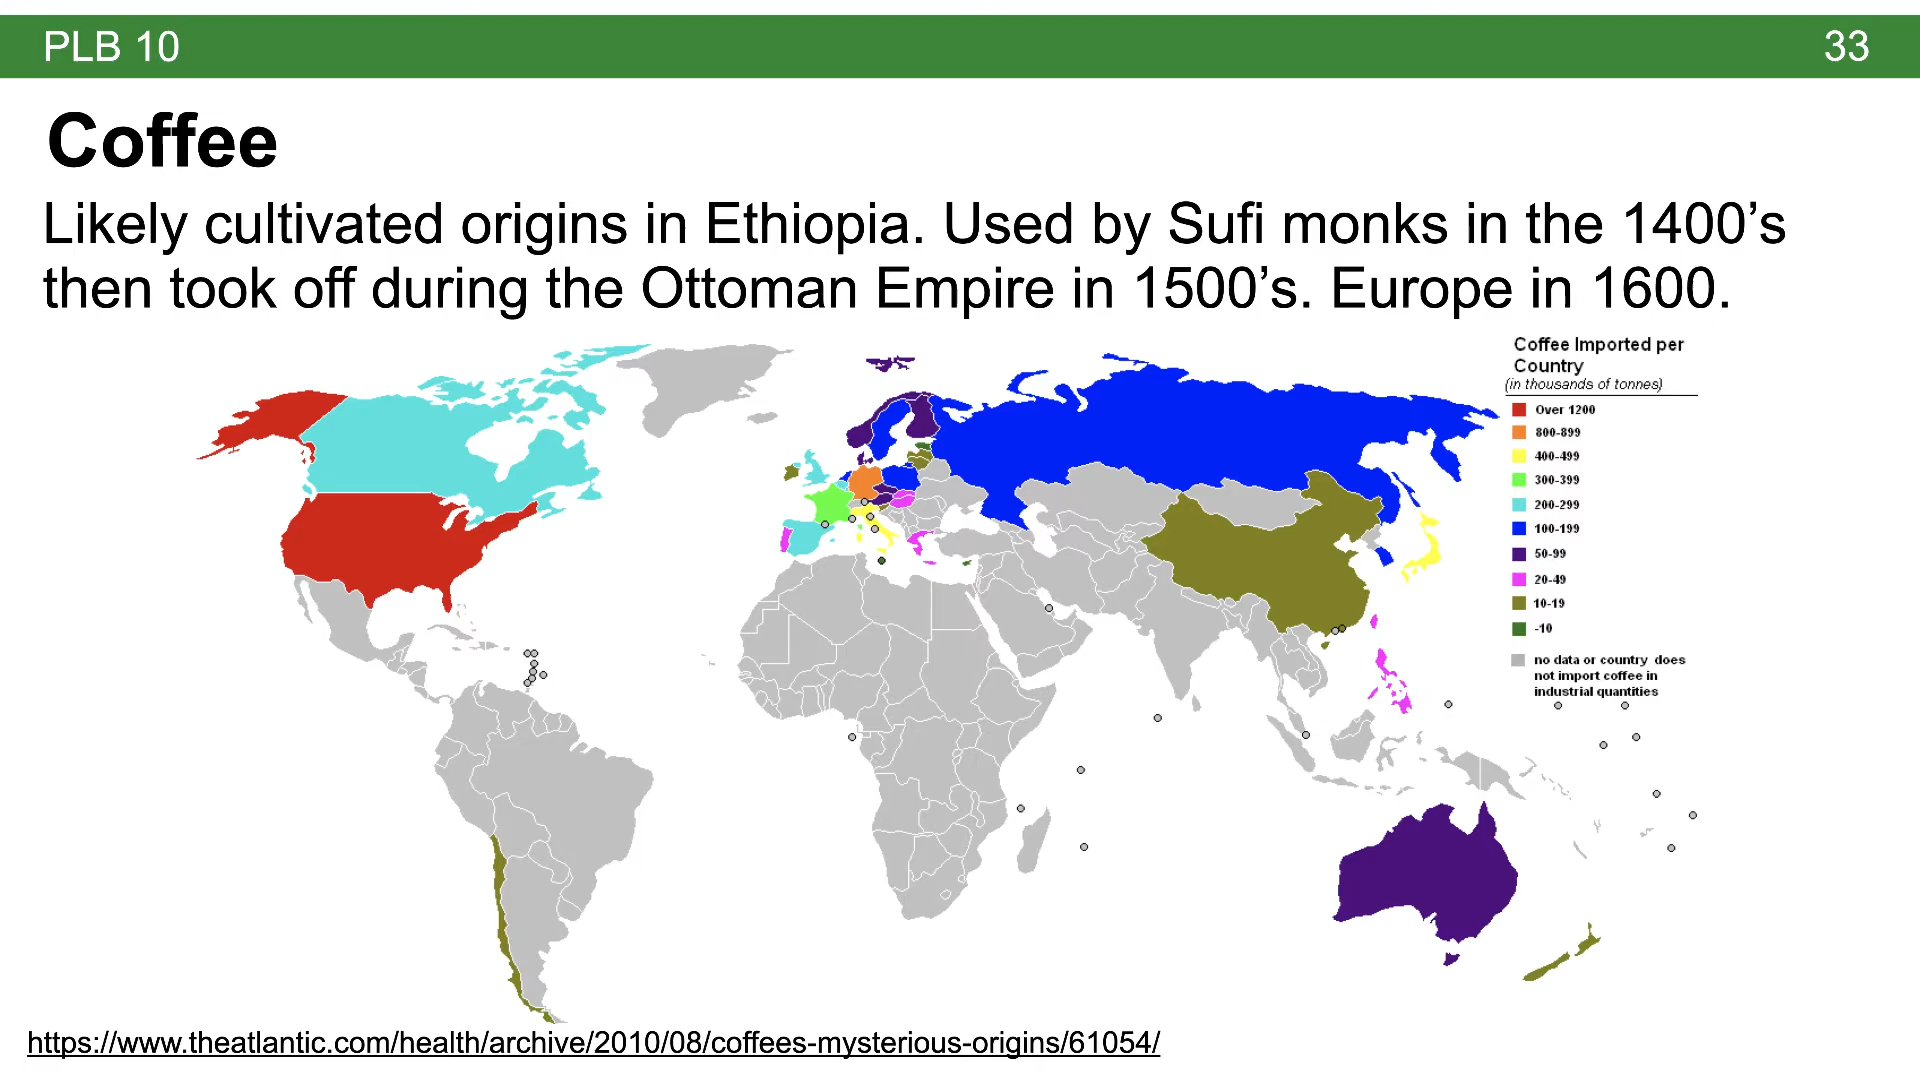 PLB 10
33
Coffee
Likely cultivated origins in Ethiopia. Used by Sufi monks in the 1400’s
then took off during the Ottoman Empire in 1500’s. Europe in 1600.
Coffee Imported per
Country
(in thousands of tonnes)
Over 1200
800-899
400-499
300-399
200-299
100-199
50-99
20-49
10-19
-10
no data or country does
not import coffee in
industrial quantities
https://www.theatlantic.com/health/archive/2010/08/coffees-mysterious-origins/61054/